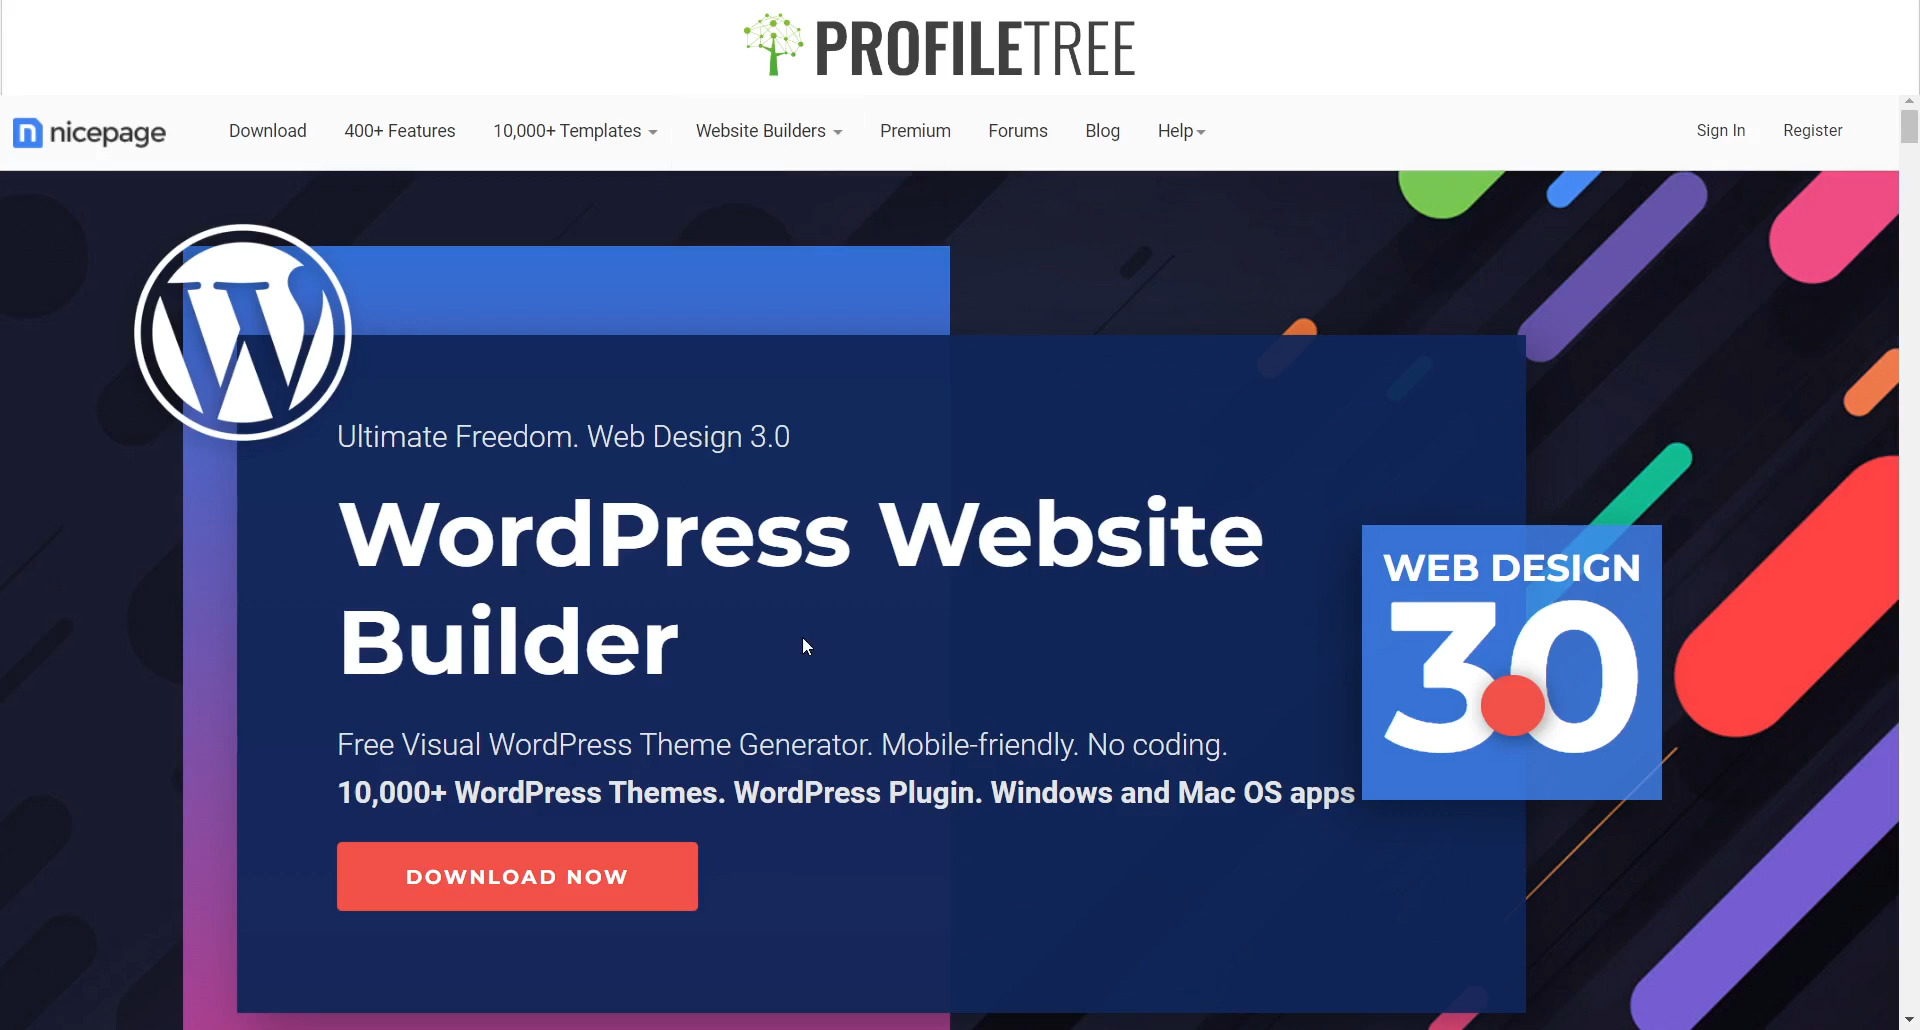 PROFILETREE
nicepage
Download 400+ Features 10,000+ Templates Website Builders Premium Forums Blog Help Sign In Register
Ultimate Freedom. Web Design 3.0
WordPress Website
Builder
WEB DESIGN
3.0
Free Visual WordPress Theme Generator. Mobile-friendly. No coding.
10,000+ WordPress Themes. WordPress Plugin. Windows and Mac OS apps
DOWNLOAD NOW